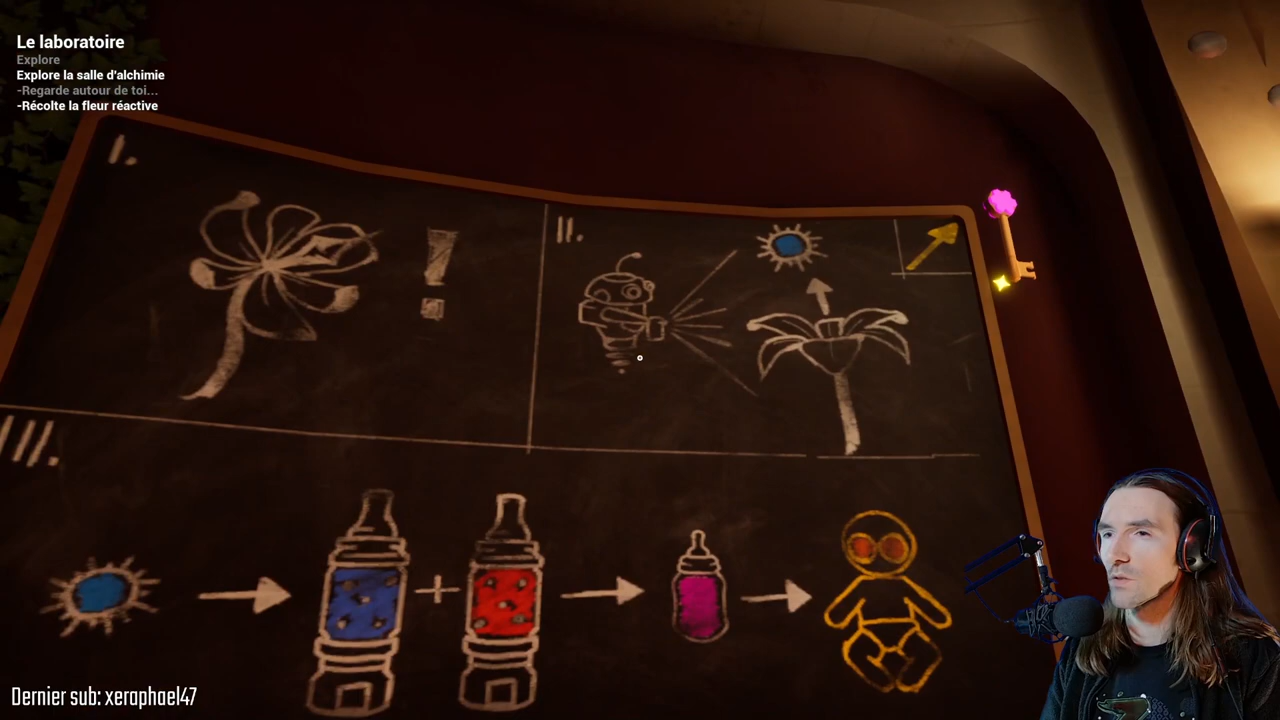 Le laboratoire
Explore
Explore la salle d'alchimie
-Regarde autour de toi...
-Récolte la fleur réactive
I.
!
II.
III.
+
Dernier sub: xeraphael47